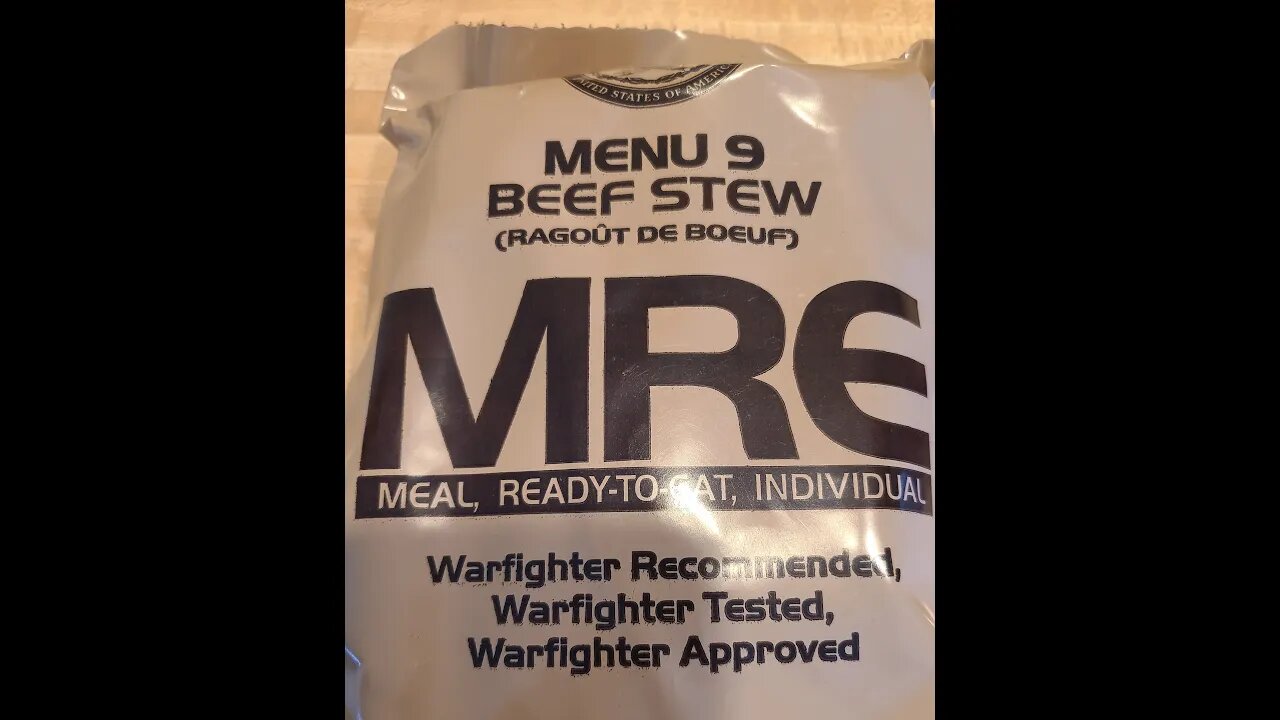 UNITED STATES OF AMERICA
MENU 9
BEEF STEW
(RAGOÛT DE BOEUF)
MRE
MEAL, READY-TO-EAT, INDIVIDUAL
Warfighter Recommended,
Warfighter Tested,
Warfighter Approved